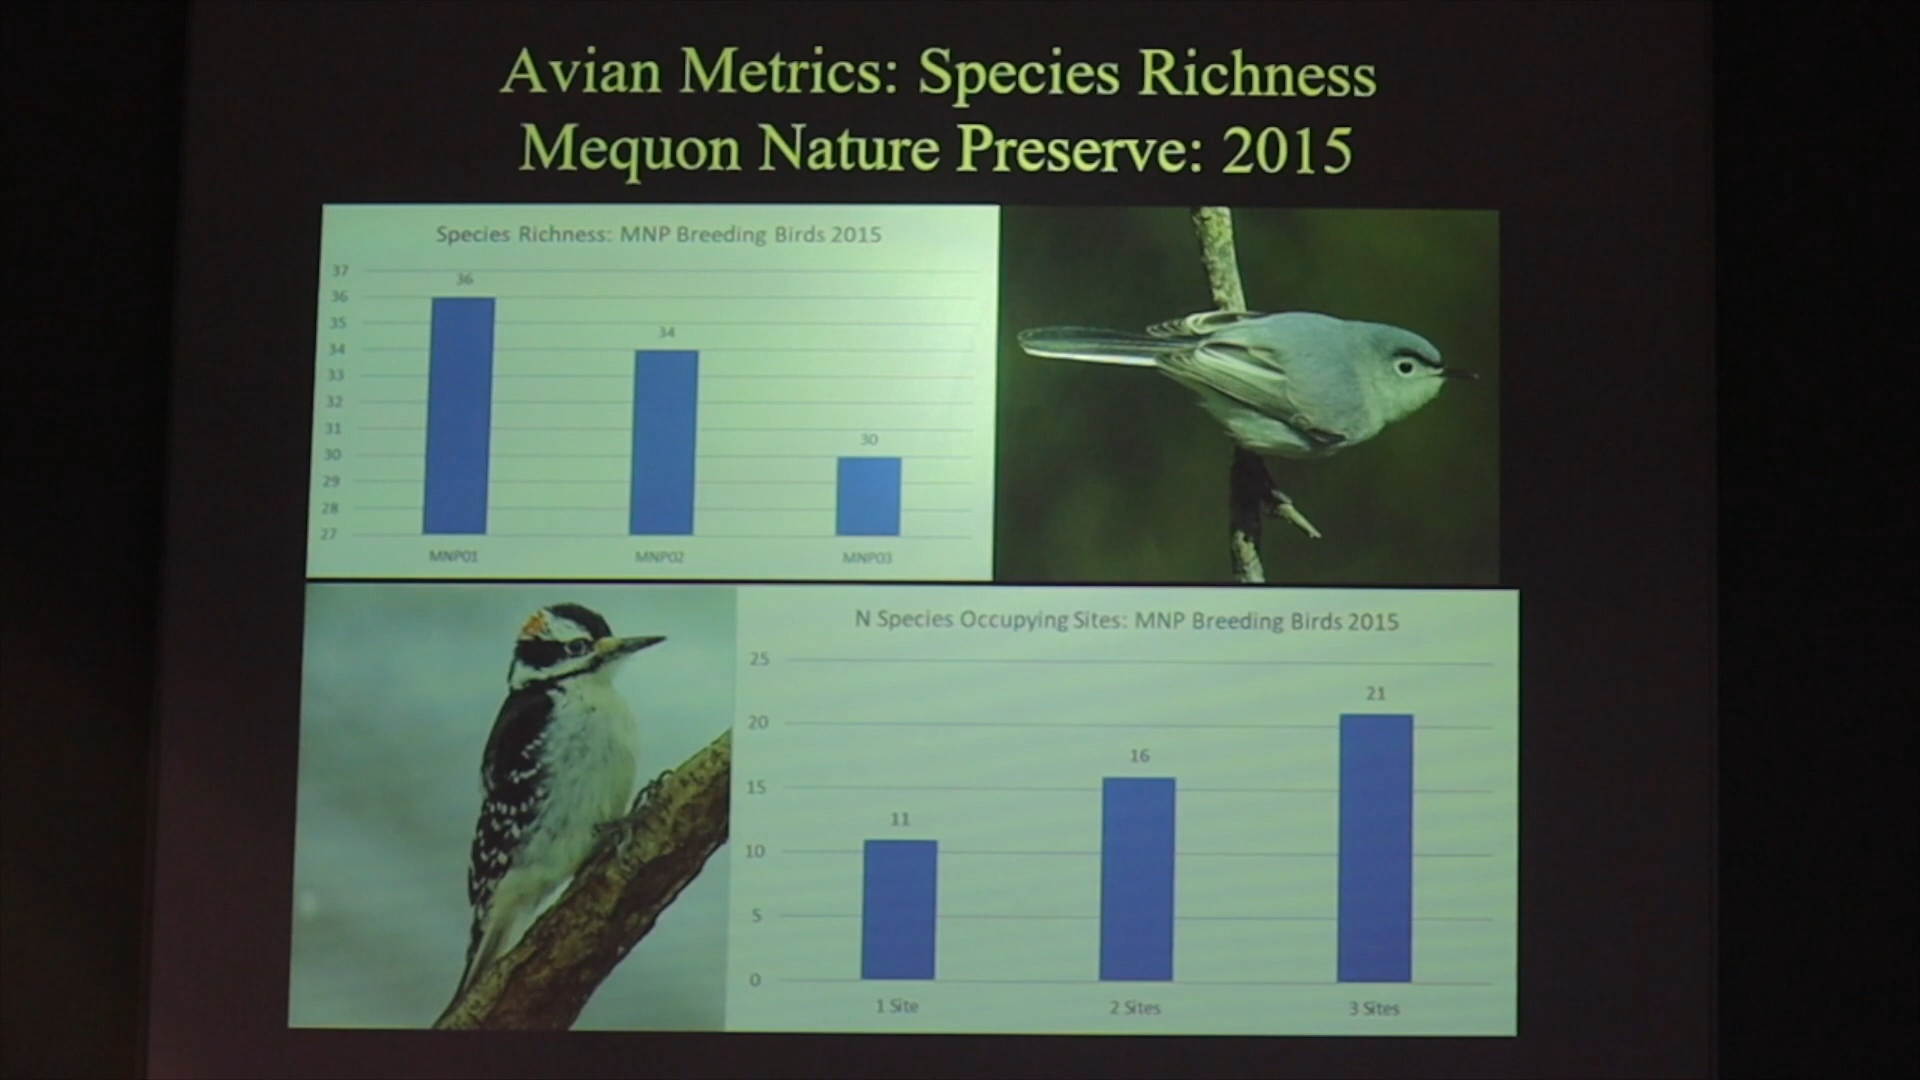 Avian Metrics: Species Richness
Mequon Nature Preserve: 2015
Species Richness: MNP Breeding Birds 2015
37
36
35
34
33
32
31
30
29
28
27
36
34
30
MNP01
MNP02
MNP03
N Species Occupying Sites: MNP Breeding Birds 2015
25
20
15
10
5
0
11
16
21
1 Site
2 Sites
3 Sites